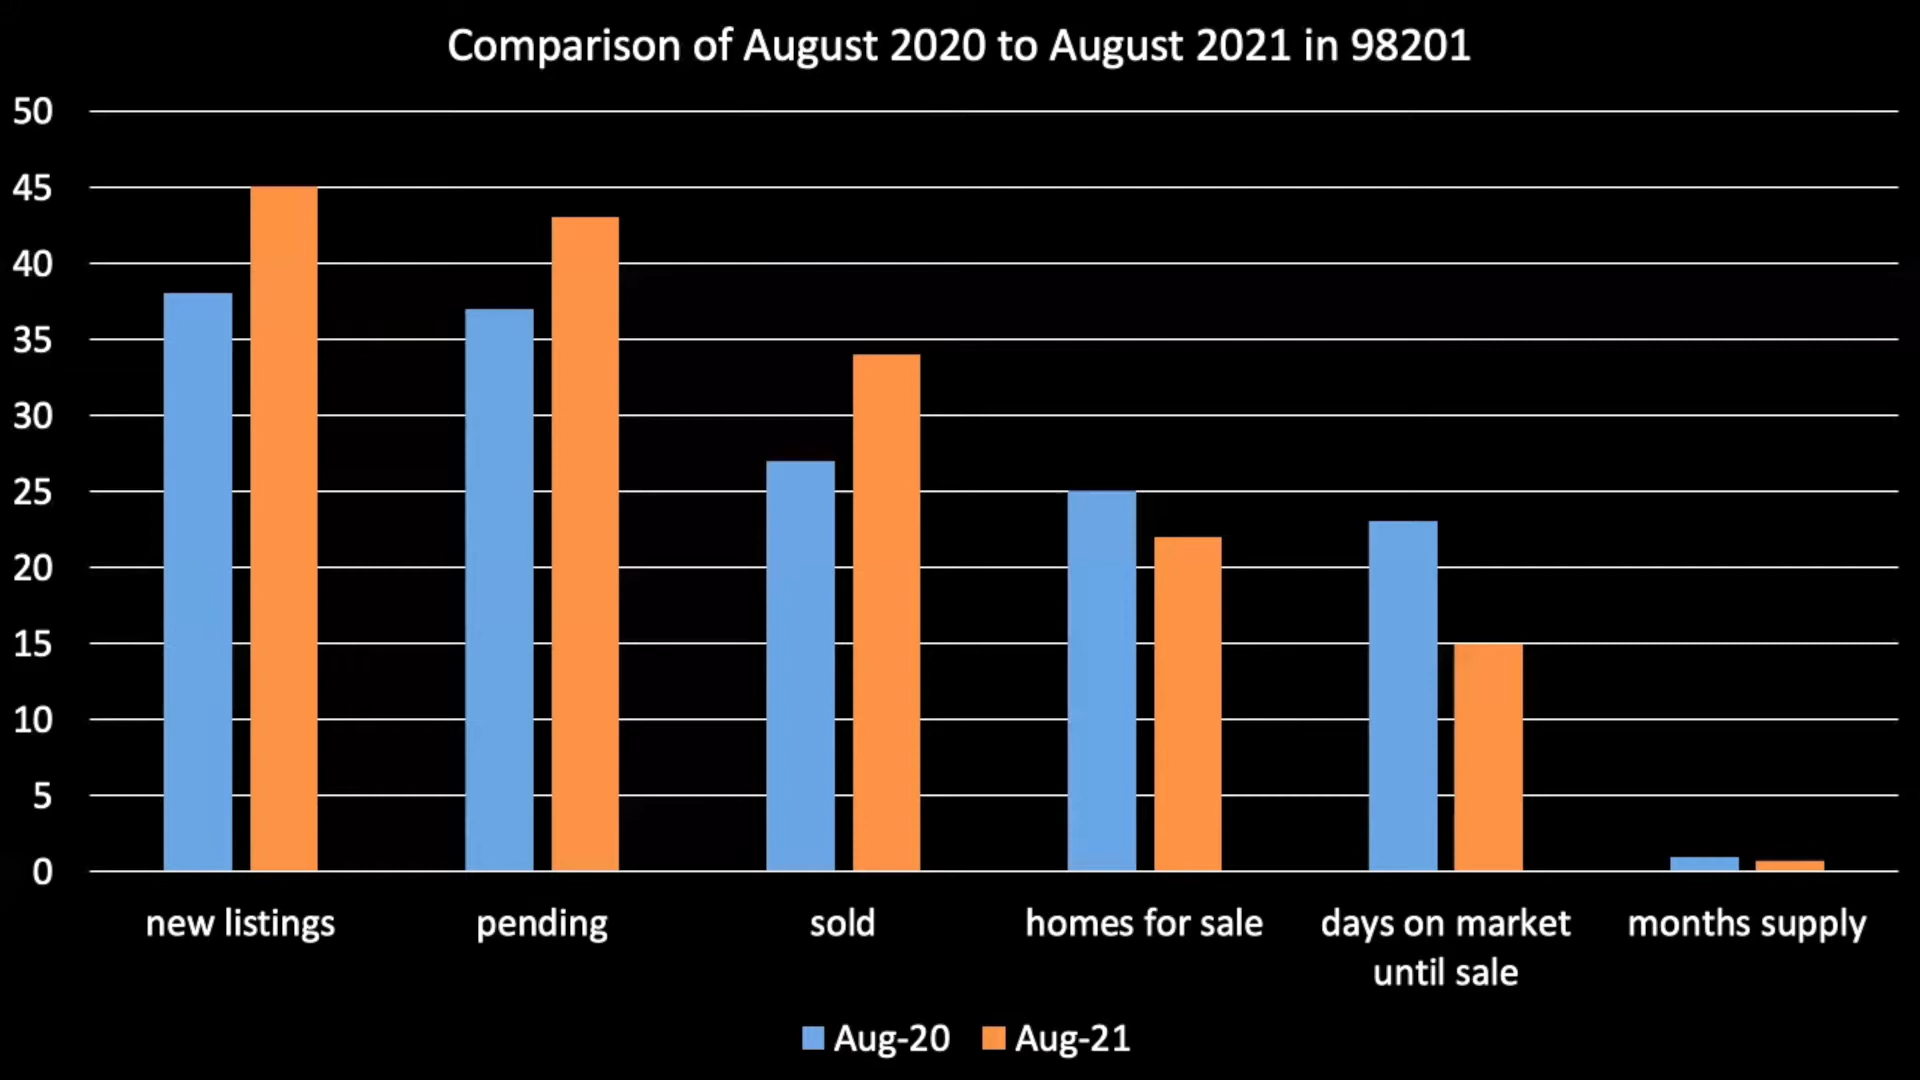 Comparison of August 2020 to August 2021 in 98201
50
45
40
35
30
25
20
15
10
5
0
new listings
pending
sold
homes for sale
days on market
until sale
months supply
Aug-20
Aug-21